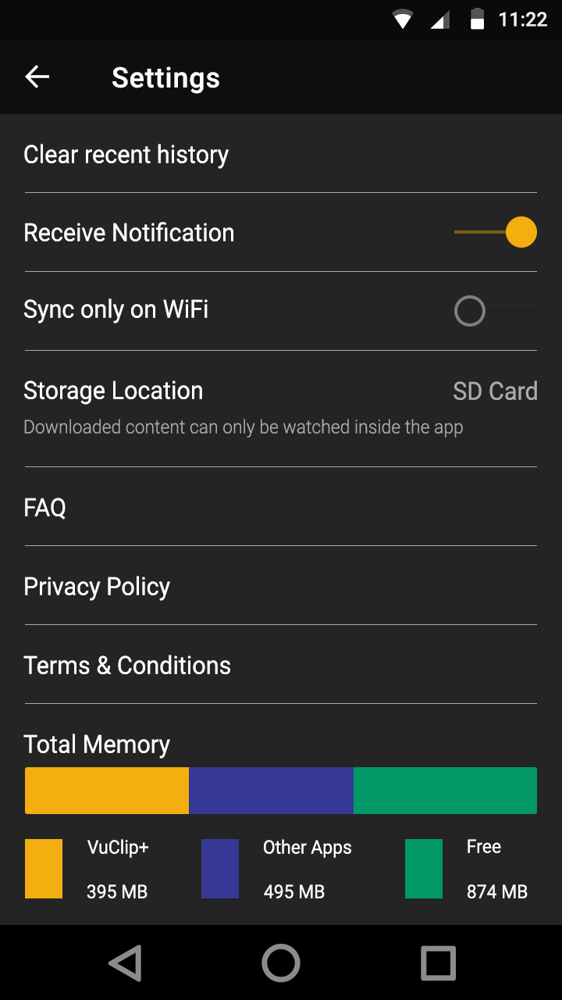 11:22
Settings
Clear recent history
Receive Notification
Sync only on WiFi
Storage Location SD Card
Downloaded content can only be watched inside the app
FAQ
Privacy Policy
Terms & Conditions
Total Memory
VuClip+ Other Apps Free
395 MB 495 MB 874 MB